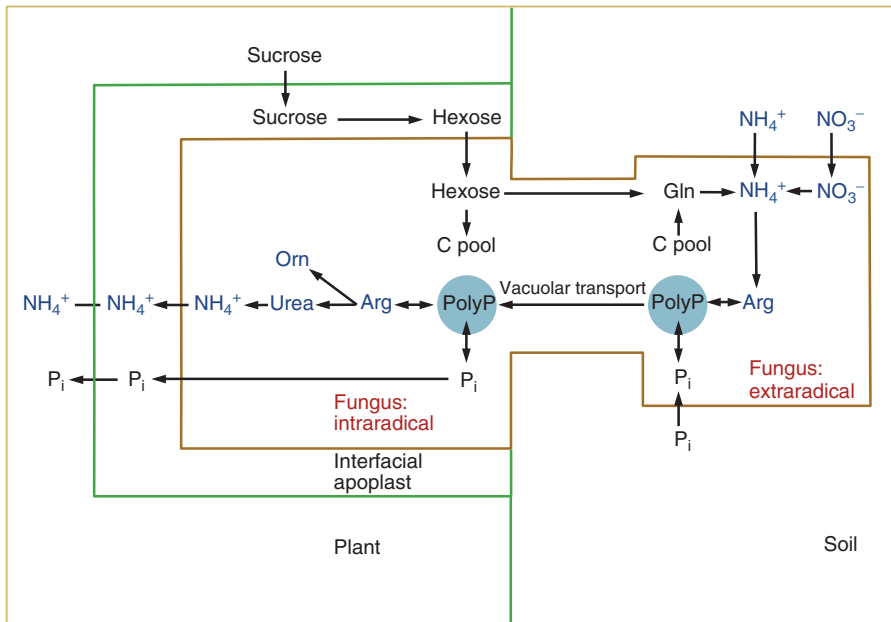 Sucrose
Sucrose
Hexose
NH₄⁺
NO₃⁻
Hexose
Gln
NH₄⁺
NO₃⁻
C pool
C pool
Orn
Vacuolar transport
NH₄⁺
NH₄⁺
NH₄⁺
Urea
Arg
PolyP
PolyP
Arg
Pᵢ
Pᵢ
Pᵢ
Pᵢ
Fungus:
intraradical
Fungus:
extraradical
Pᵢ
Interfacial
apoplast
Plant
Soil